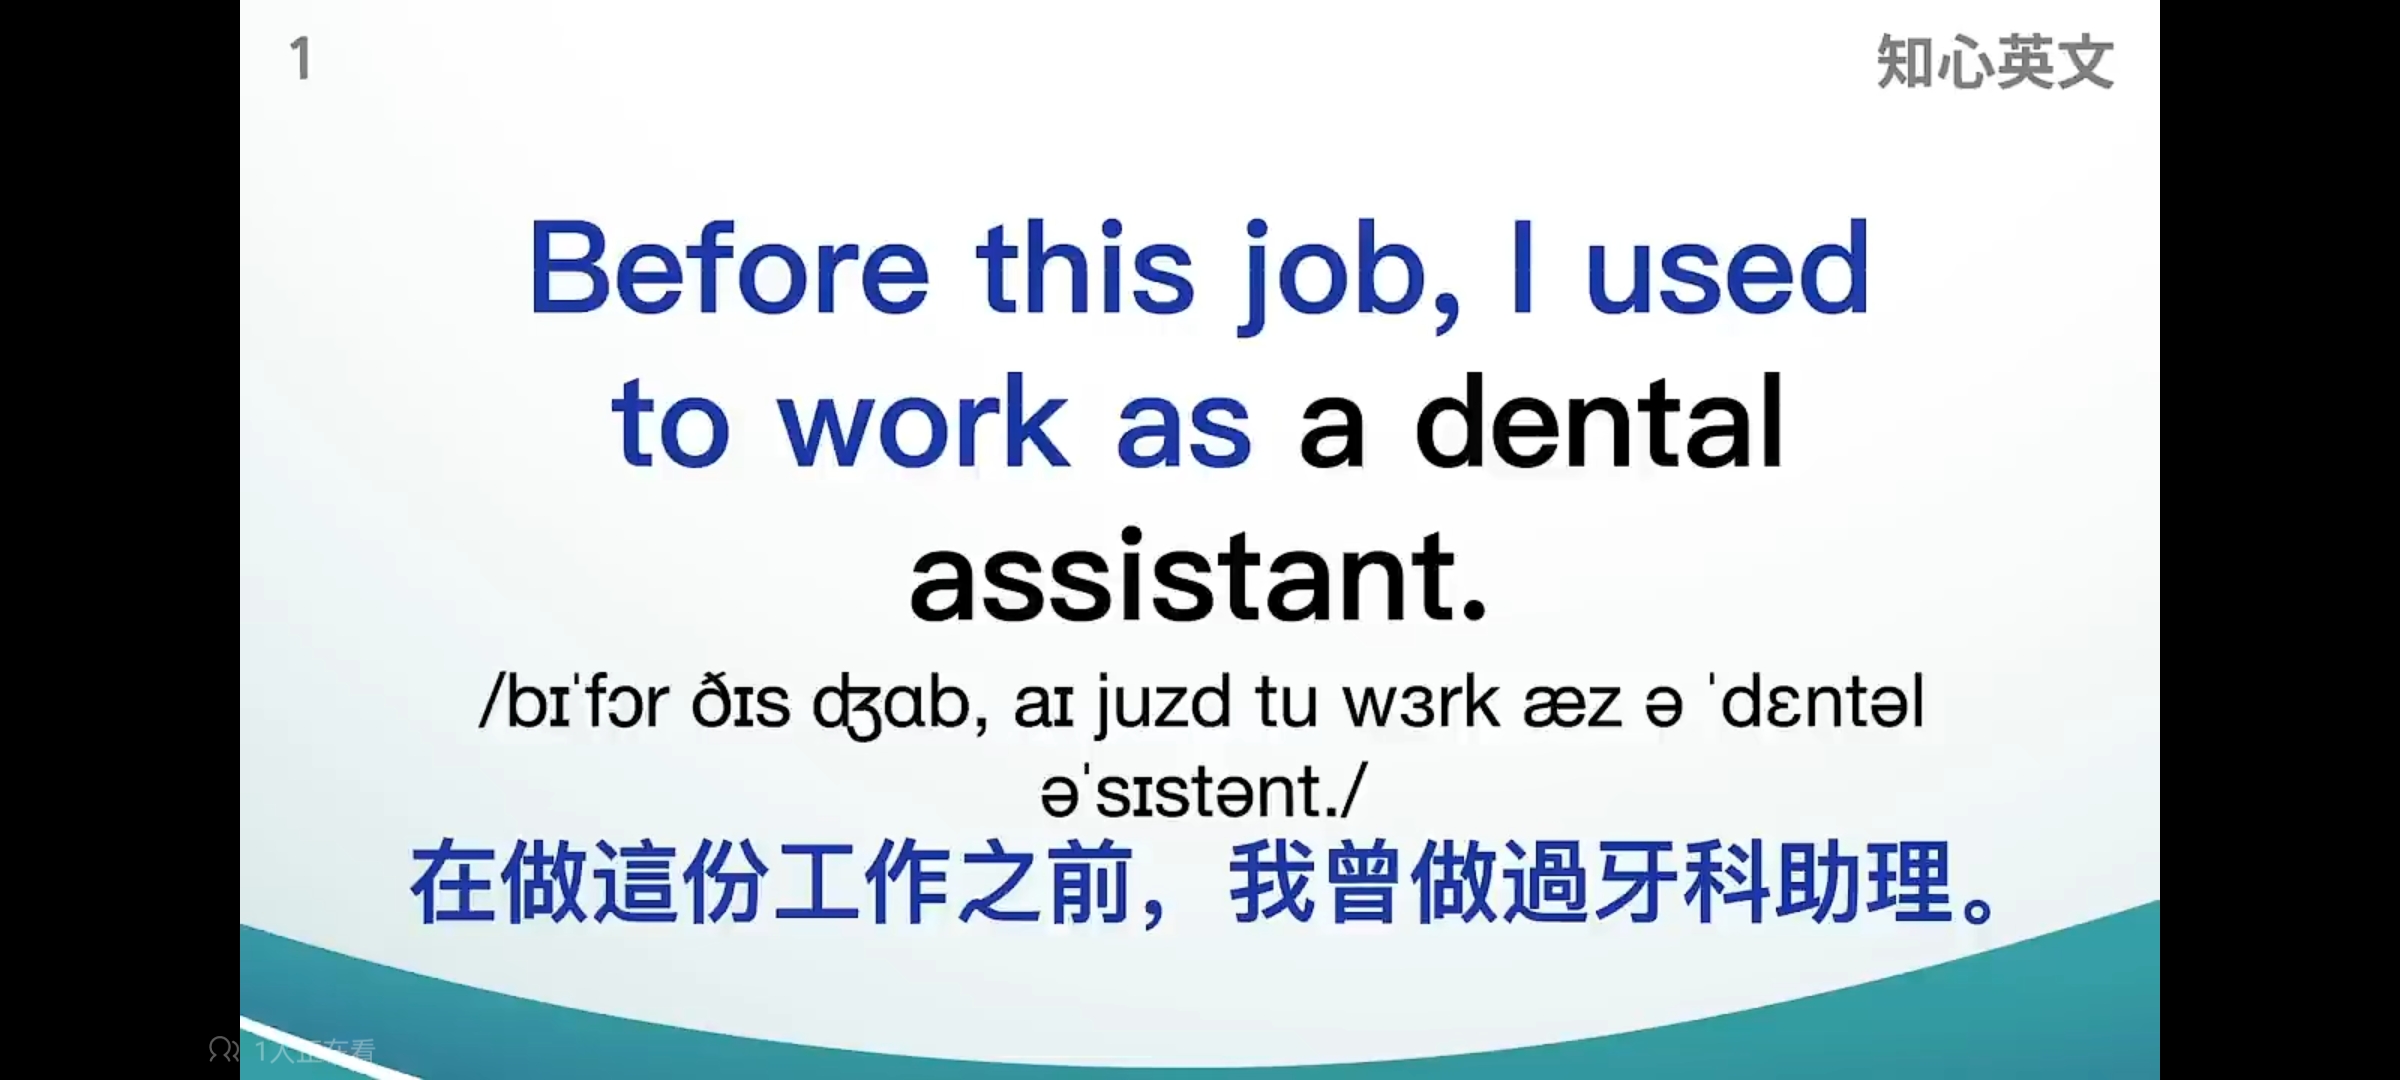 1
知心英文
Before this job, I used
to work as a dental
assistant.
/bɪˈfɔr ðɪs ʤɑb, aɪ juzd tu wɜrk æz ə ˈdɛntəl
əˈsɪstənt./
在做這份工作之前，我曾做過牙科助理。
1人正在看